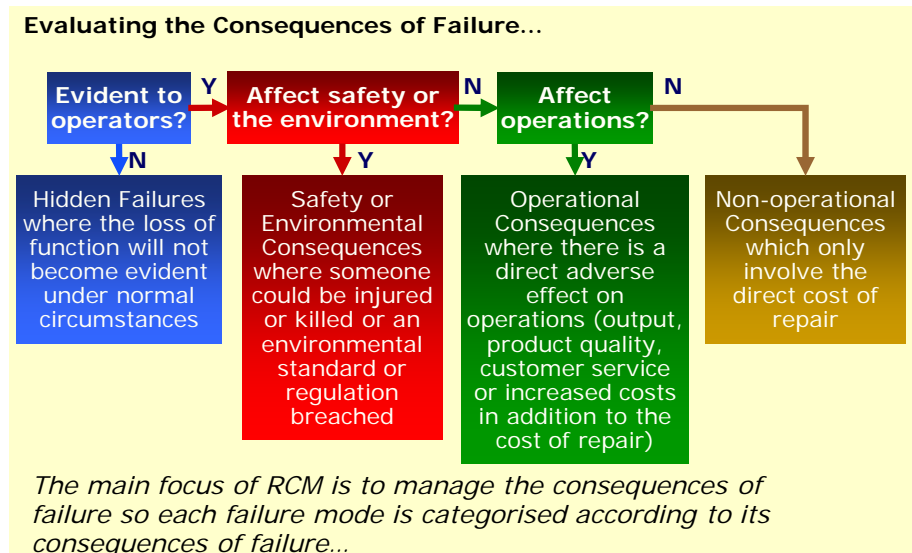 Evaluating the Consequences of Failure...
Evident to
operators?
Y
Affect safety or
the environment?
N
Affect
operations?
N
N
Hidden Failures
where the loss of
function will not
become evident
under normal
circumstances
Y
Safety or
Environmental
Consequences
where someone
could be injured
or killed or an
environmental
standard or
regulation
breached
Y
Operational
Consequences
where there is a
direct adverse
effect on
operations (output,
product quality,
customer service
or increased costs
in addition to the
cost of repair)
Non-operational
Consequences
which only
involve the
direct cost of
repair
The main focus of RCM is to manage the consequences of
failure so each failure mode is categorised according to its
consequences of failure...